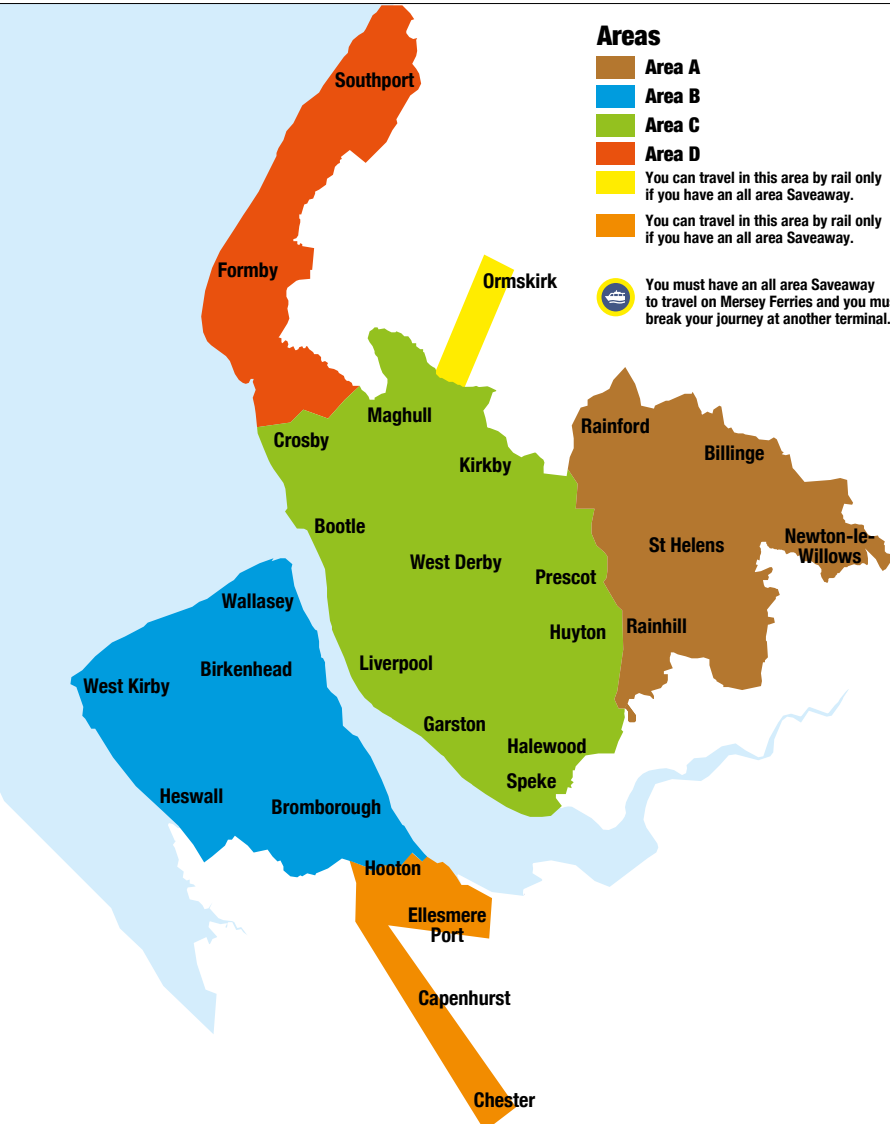 Areas
Area A
Area B
Area C
Area D
You can travel in this area by rail only
if you have an all area Saveaway.
You can travel in this area by rail only
if you have an all area Saveaway.
You must have an all area Saveaway
to travel on Mersey Ferries and you
break your journey at another terminal.
Southport
Formby
Ormskirk
Maghull
Crosby
Kirkby
Rainford
Billinge
Bootle
West Derby
St Helens
Newton-le-
Willows
Prescot
Wallasey
Huyton
Rainhill
Liverpool
Birkenhead
West Kirby
Garston
Halewood
Speke
Heswall
Bromborough
Hooton
Ellesmere
Port
Capenhurst
Chester